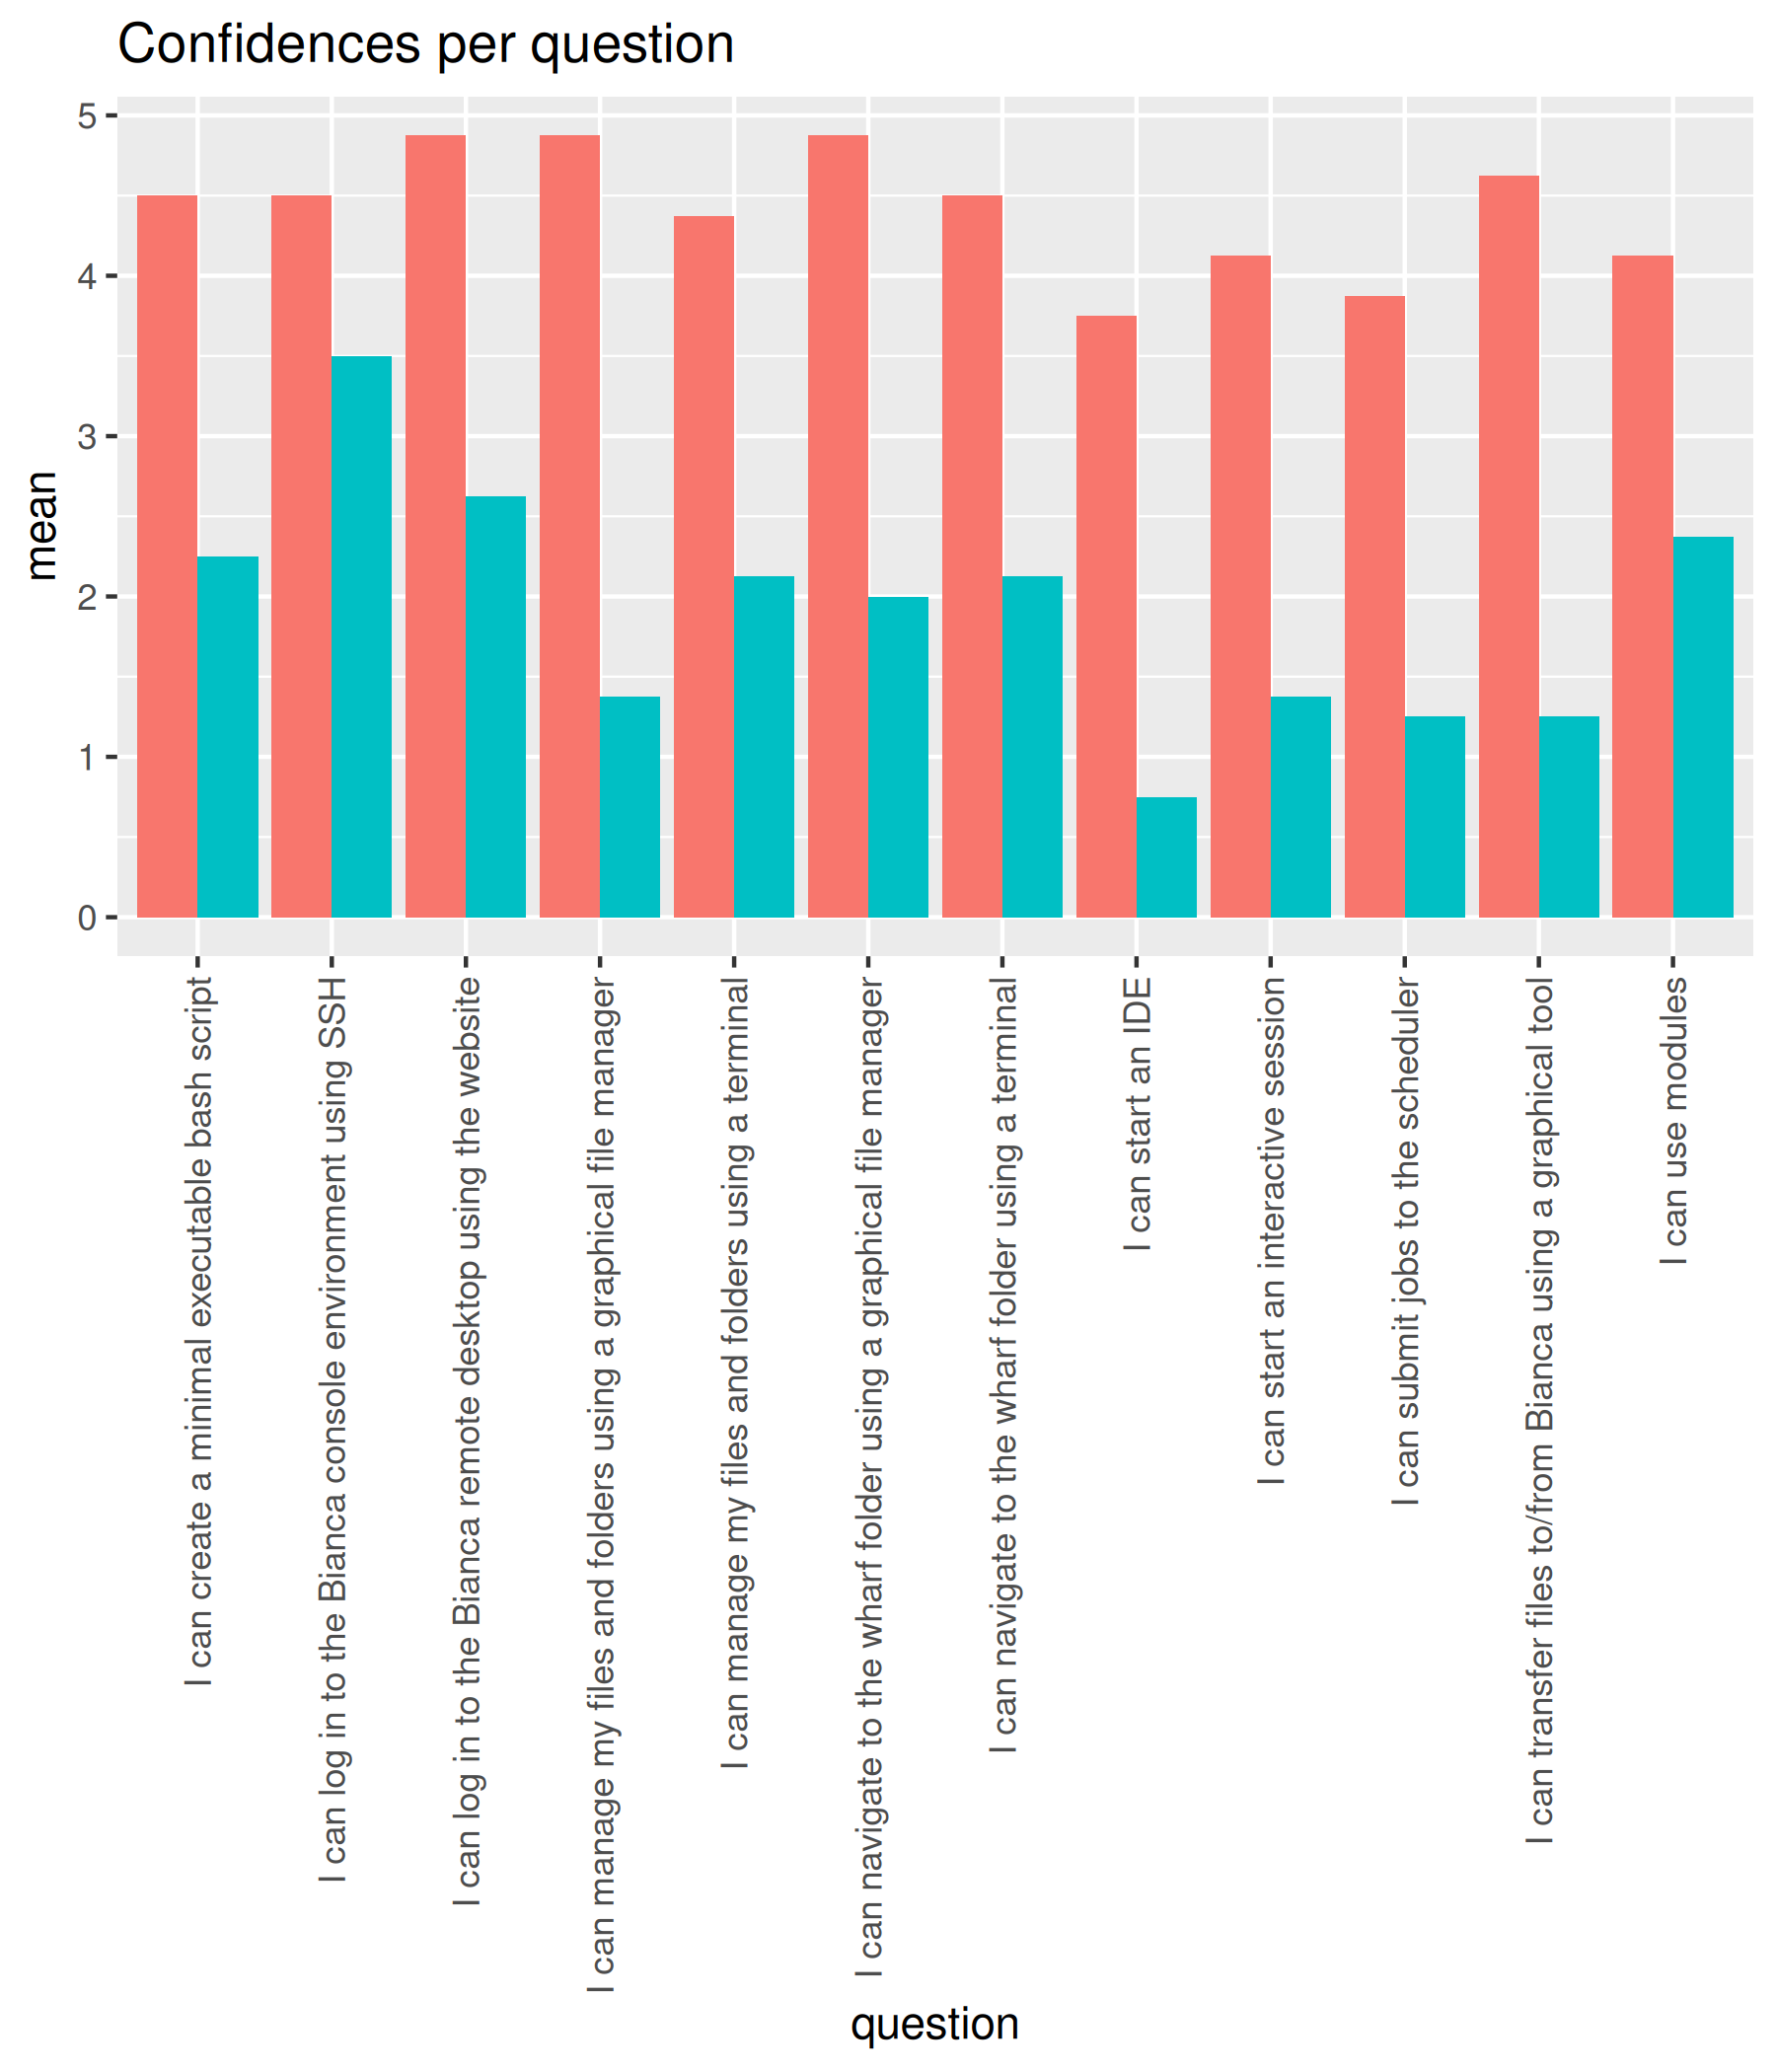 Confidences per question
5
4
3
2
1
0
mean
I can create a minimal executable bash script
I can log in to the Bianca console environment using SSH
I can log in to the Bianca remote desktop using the website
I can manage my files and folders using a graphical file manager
I can manage my files and folders using a terminal
I can navigate to the wharf folder using a graphical file manager
I can navigate to the wharf folder using a terminal
I can start an IDE
I can start an interactive session
I can submit jobs to the scheduler
I can transfer files to/from Bianca using a graphical tool
I can use modules
question